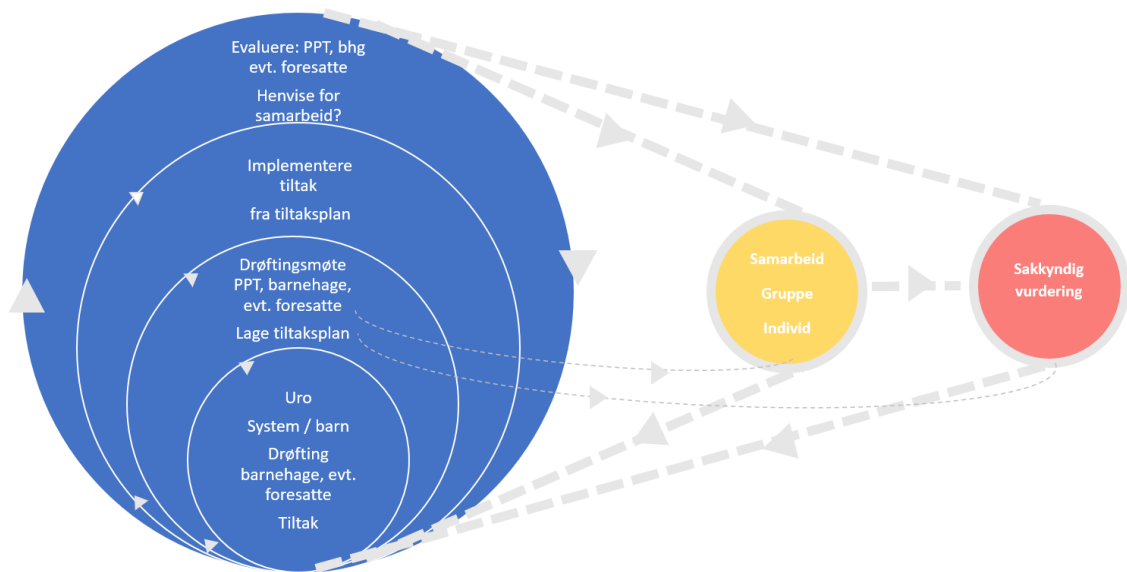 Evaluere: PPT, bhg
evt. foresatte
Henvise for
samarbeid?
Implementere
tiltak
fra tiltaksplan
Drøftingsmøte
PPT, barnehage,
evt. foresatte
Lage tiltaksplan
Uro
System / barn
Drøfting
barnehage, evt.
foresatte
Tiltak
Samarbeid
Gruppe
Individ
Sakkyndig
vurdering